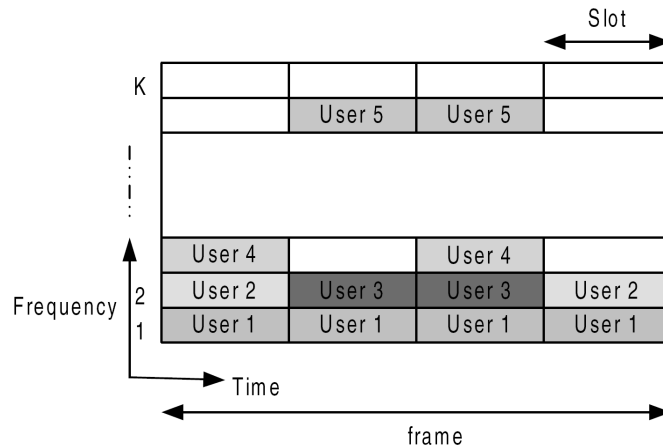 Slot
K
User 5 User 5
User 4 User 4
User 2 User 3 User 3 User 2
Frequency 2
1 User 1 User 1 User 1 User 1
Time
frame